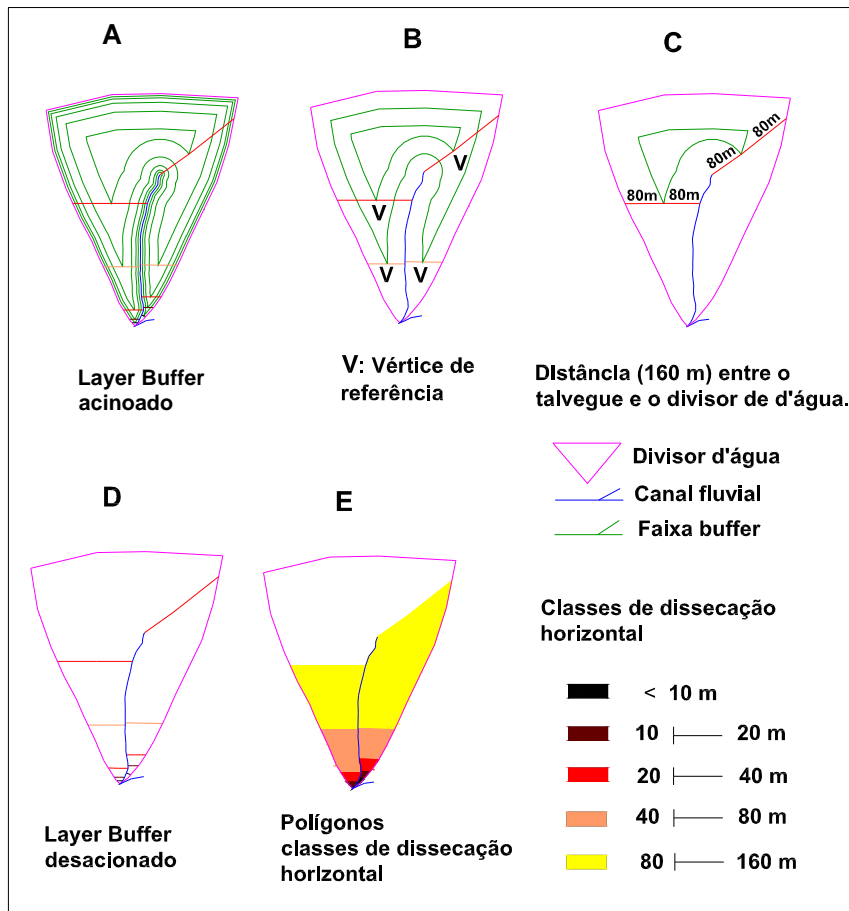 A
B
C
80m
80m
80m 80m
V
V
V V
Layer Buffer
acinoado
V: Vértice de
referência
Distância (160 m) entre o
talvegue e o divisor de d'água.
Divisor d'água
Canal fluvial
Faixa buffer
D
E
Layer Buffer
desacionado
Polígonos
classes de dissecação
horizontal
Classes de dissecação
horizontal
< 10 m
10 20 m
20 40 m
40 80 m
80 160 m